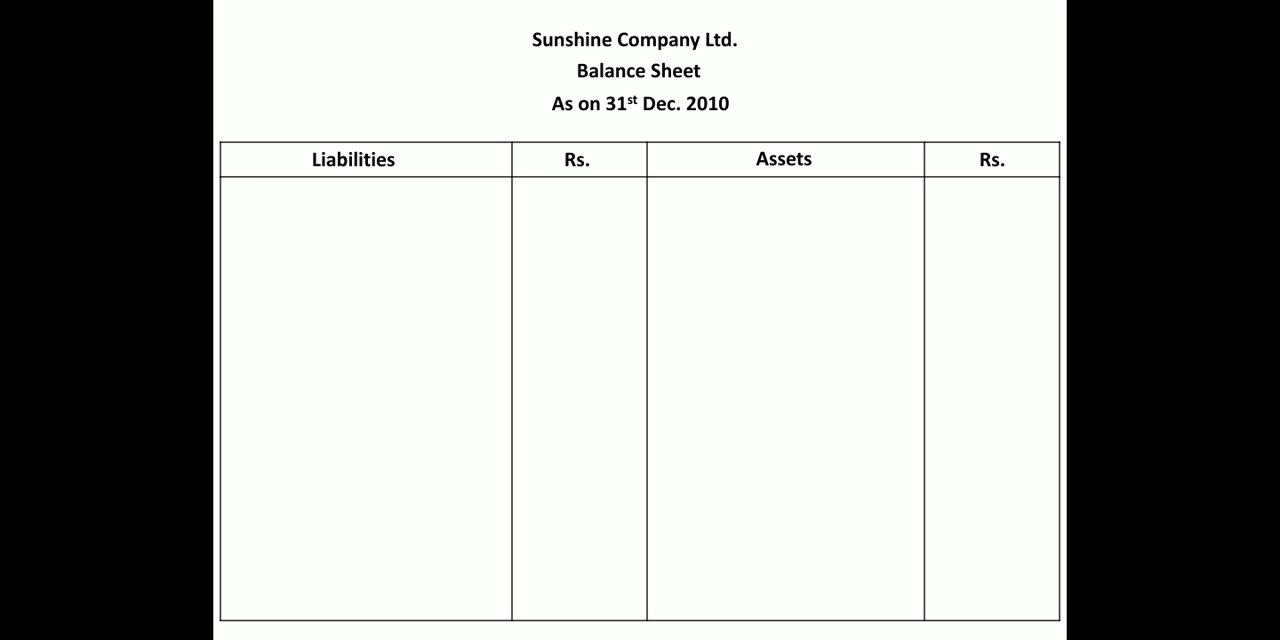 Sunshine Company Ltd.
Balance Sheet
As on 31st Dec. 2010
Liabilities Rs. Assets Rs.